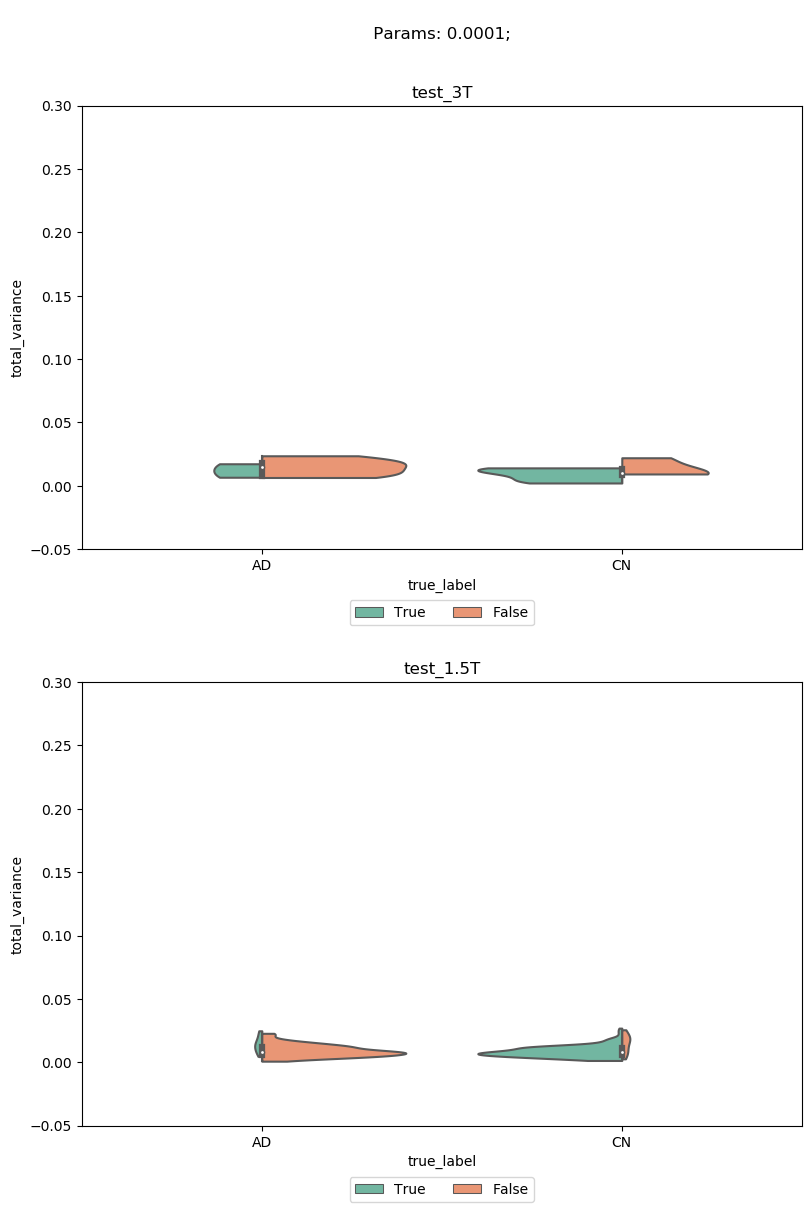 Params: 0.0001;
test_3T
0.30
0.25
0.20
0.15
0.10
0.05
0.00
−0.05
total_variance
AD CN
true_label
True False
test_1.5T
0.30
0.25
0.20
0.15
0.10
0.05
0.00
−0.05
total_variance
AD CN
true_label
True False